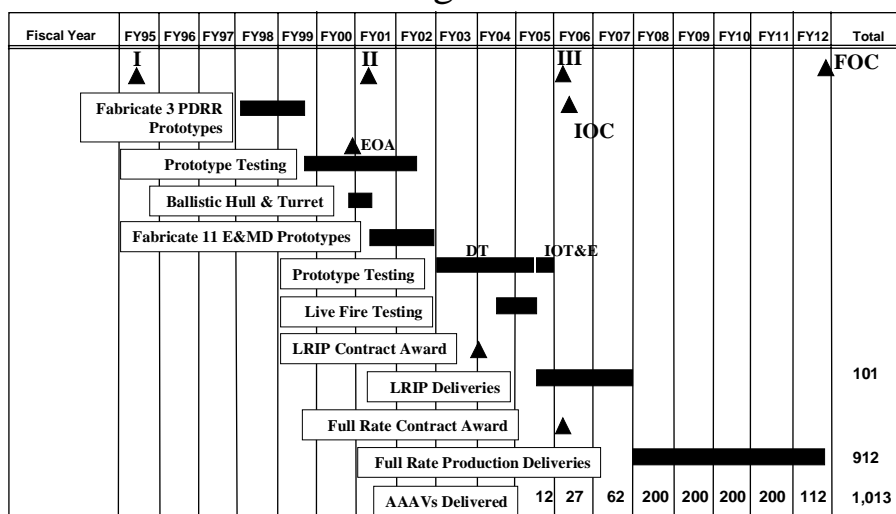 Fiscal Year FY95 FY96 FY97 FY98 FY99 FY00 FY01 FY02 FY03 FY04 FY05 FY06 FY07 FY08 FY09 FY10 FY11 FY12 Total
I II III FOC
Fabricate 3 PDRR
Prototypes
IOC
EOA
Prototype Testing
Ballistic Hull & Turret
Fabricate 11 E&MD Prototypes
DT IOT&E
Prototype Testing
Live Fire Testing
LRIP Contract Award
LRIP Deliveries 101
Full Rate Contract Award
Full Rate Production Deliveries 912
AAAVs Delivered 12 27 62 200 200 200 200 112 1,013